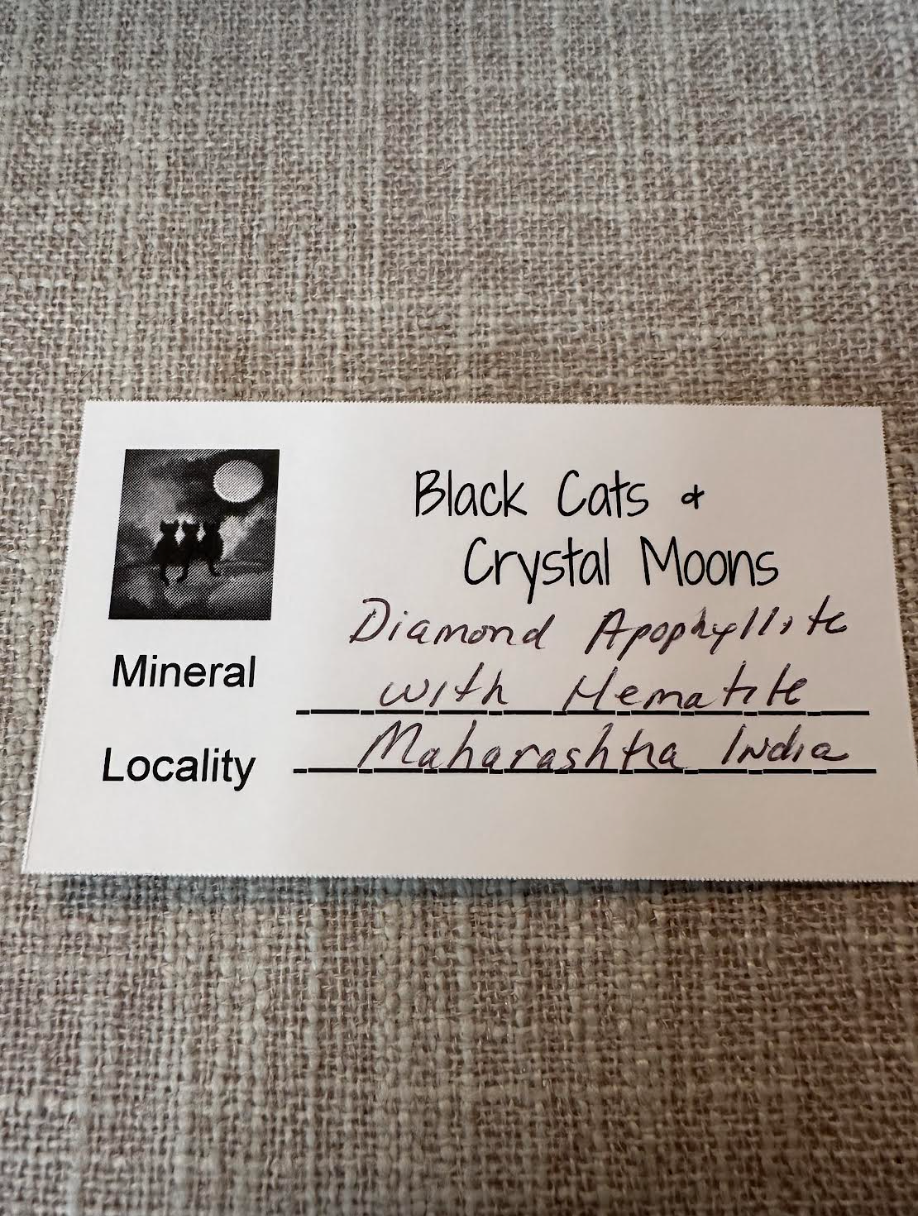 Black Cats &
Crystal Moons
Diamond Apophyllite
Mineral with Hematite
Locality Maharashtra India